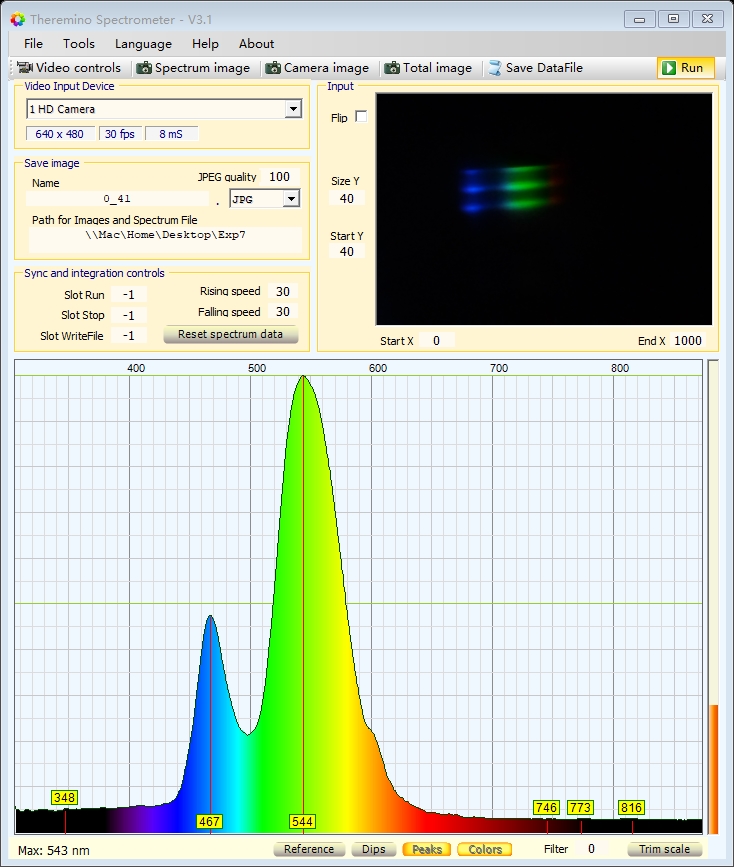 Theremino Spectrometer - V3.1
File Tools Language Help About
Video controls Spectrum image Camera image Total image Save DataFile Run
Video Input Device
1 HD Camera
640 x 480 30 fps 8 mS
Save image
Name JPEG quality 100
0_41 . JPG
Path for Images and Spectrum File
\\Mac\Home\Desktop\Exp7
Sync and integration controls
Slot Run -1 Rising speed 30
Slot Stop -1 Falling speed 30
Slot WriteFile -1 Reset spectrum data
Input
Flip
Size Y
40
Start Y
40
Start X 0 End X 1000
400 500 600 700 800
348 467 544 746 773 816
Max: 543 nm Reference Dips Peaks Colors Filter 0 Trim scale